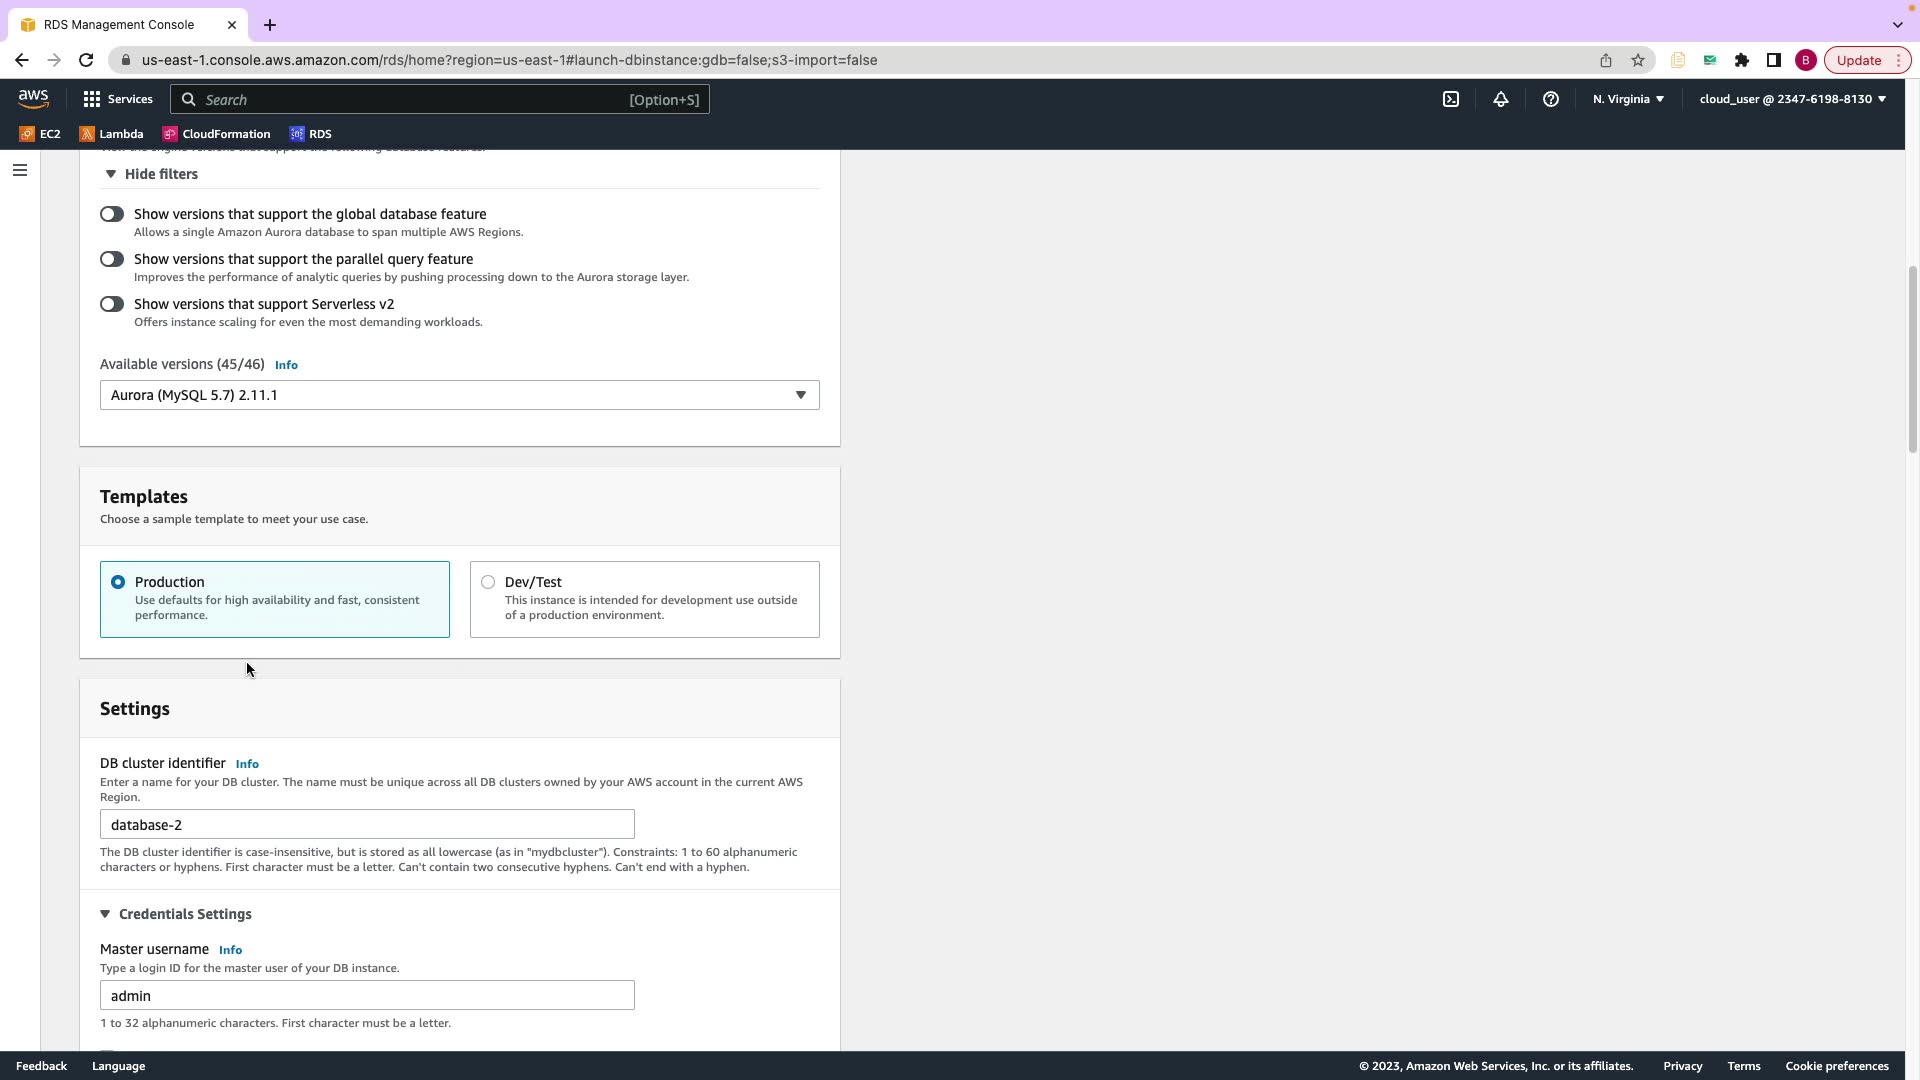 RDS Management Console
us-east-1.console.aws.amazon.com/rds/home?region=us-east-1#launch-dbinstance:gdb=false;s3-import=false
B
Update
aws
Services
Search
[Option+S]
N. Virginia
cloud_user @ 2347-6198-8130
EC2
Lambda
CloudFormation
RDS
Hide filters
Show versions that support the global database feature
Allows a single Amazon Aurora database to span multiple AWS Regions.
Show versions that support the parallel query feature
Improves the performance of analytic queries by pushing processing down to the Aurora storage layer.
Show versions that support Serverless v2
Offers instance scaling for even the most demanding workloads.
Available versions (45/46) Info
Aurora (MySQL 5.7) 2.11.1
Templates
Choose a sample template to meet your use case.
Production
Use defaults for high availability and fast, consistent
performance.
Dev/Test
This instance is intended for development use outside
of a production environment.
Settings
DB cluster identifier Info
Enter a name for your DB cluster. The name must be unique across all DB clusters owned by your AWS account in the current AWS
Region.
database-2
The DB cluster identifier is case-insensitive, but is stored as all lowercase (as in "mydbcluster"). Constraints: 1 to 60 alphanumeric
characters or hyphens. First character must be a letter. Can't contain two consecutive hyphens. Can't end with a hyphen.
Credentials Settings
Master username Info
Type a login ID for the master user of your DB instance.
admin
1 to 32 alphanumeric characters. First character must be a letter.
Feedback
Language
© 2023, Amazon Web Services, Inc. or its affiliates.
Privacy
Terms
Cookie preferences